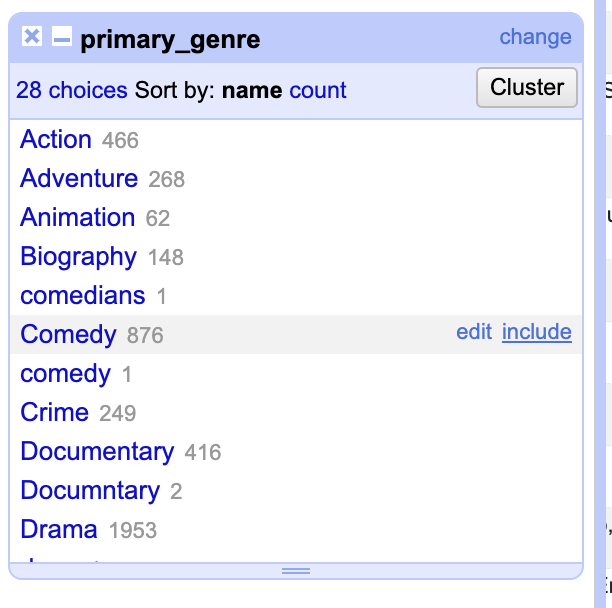 primary_genre change
28 choices Sort by: name count Cluster
Action 466
Adventure 268
Animation 62
Biography 148
comedians 1
Comedy 876 edit include
comedy 1
Crime 249
Documentary 416
Documntary 2
Drama 1953